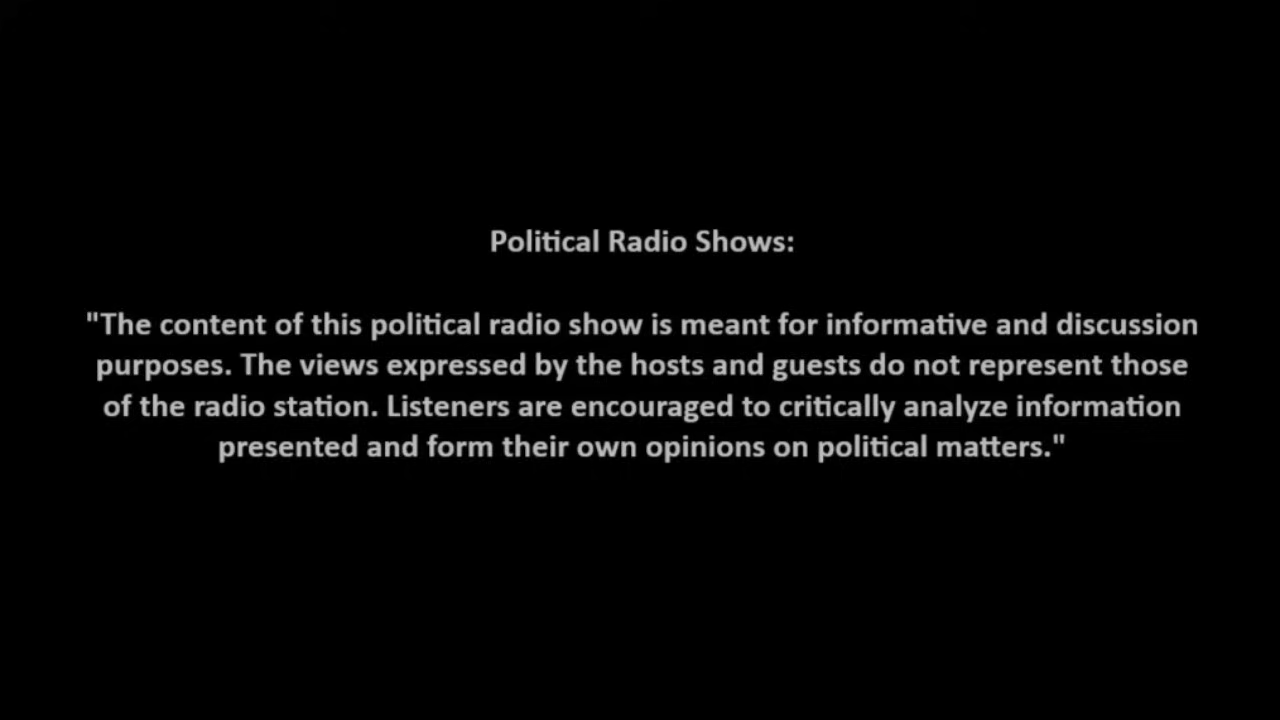 Political Radio Shows:
"The content of this political radio show is meant for informative and discussion
purposes. The views expressed by the hosts and guests do not represent those
of the radio station. Listeners are encouraged to critically analyze information
presented and form their own opinions on political matters."